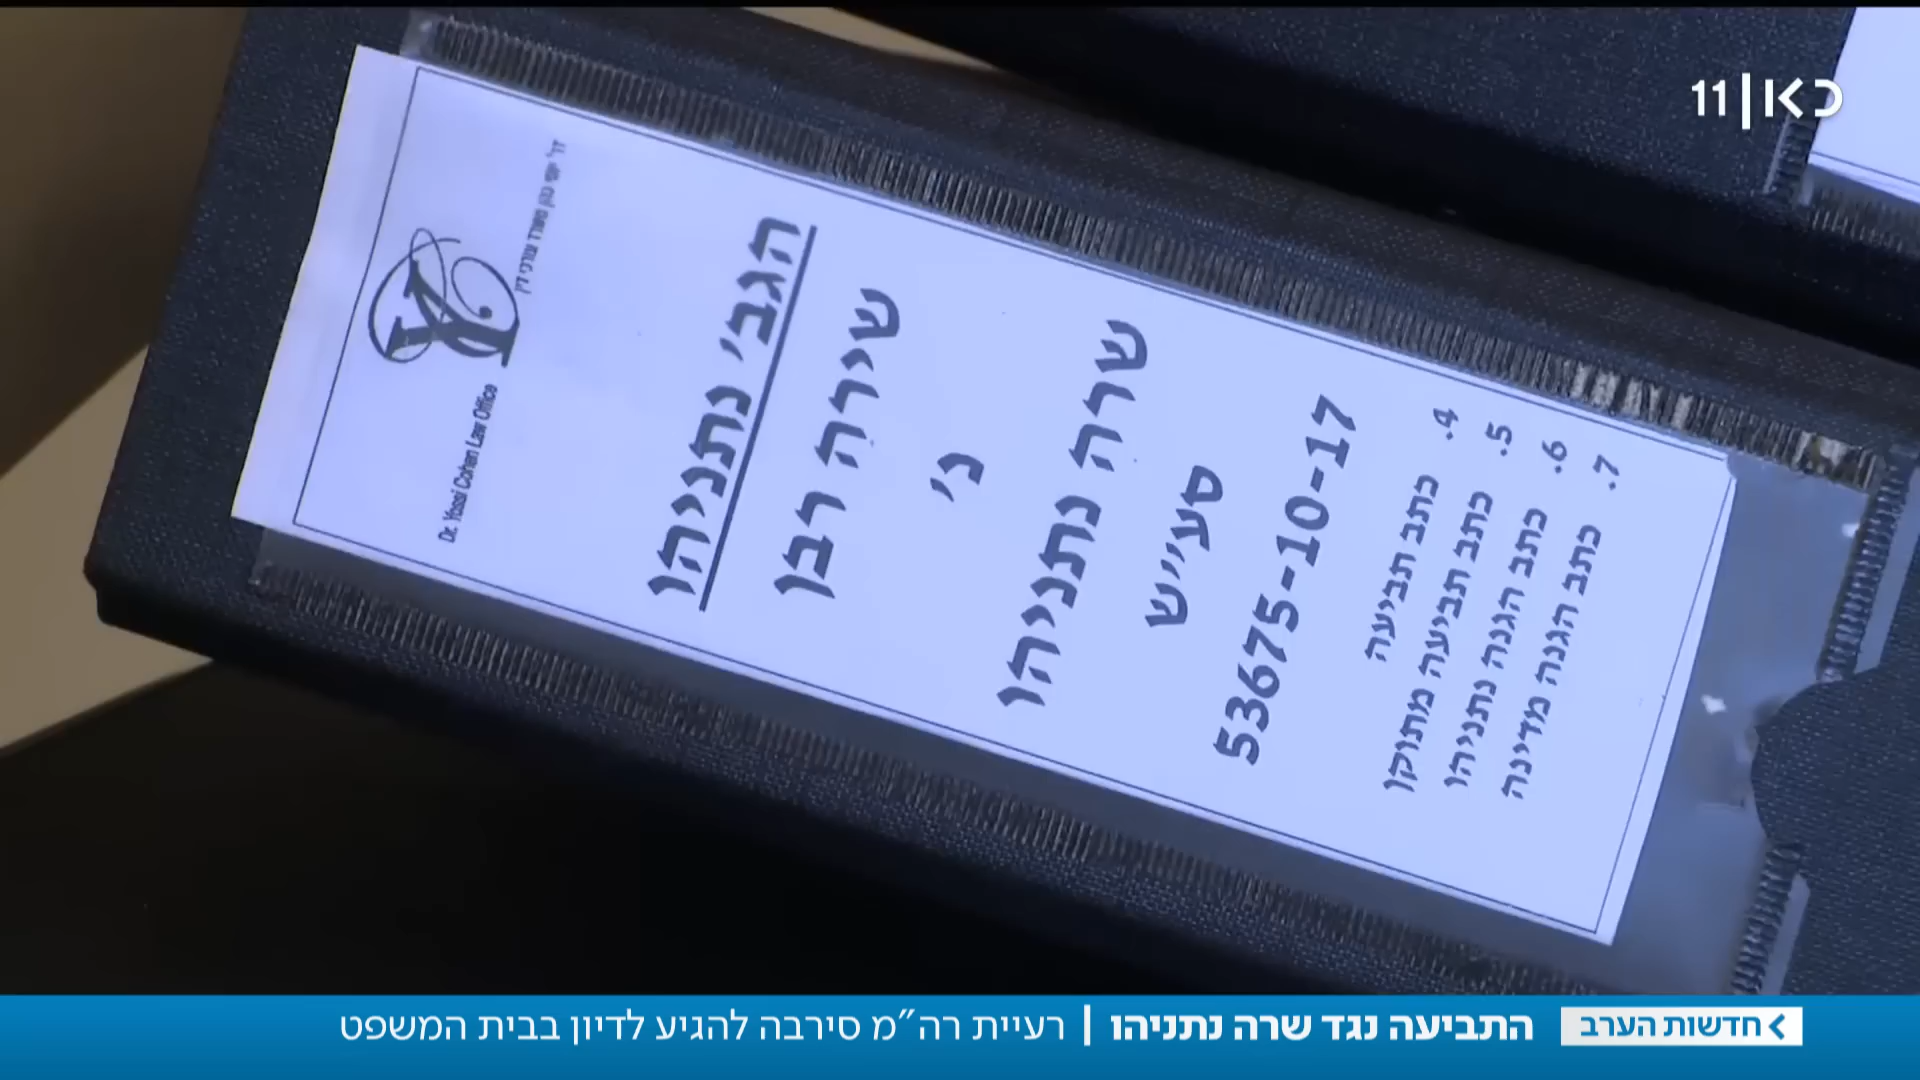 כאן 11
ד"ר יוסי כהן משרד עורכי דין
Dr. Yossi Cohen Law Office
הגב' נתניהו
שירה רבן
נ'
שרה נתניהו
סע"ש
53675-10-17
4. כתב תביעה
5. כתב תביעה מתוקן
6. כתב הגנה נתניהו
7. כתב הגנה מדינה
חדשות הערב
התביעה נגד שרה נתניהו | רעיית רה"מ סירבה להגיע לדיון בבית המשפט